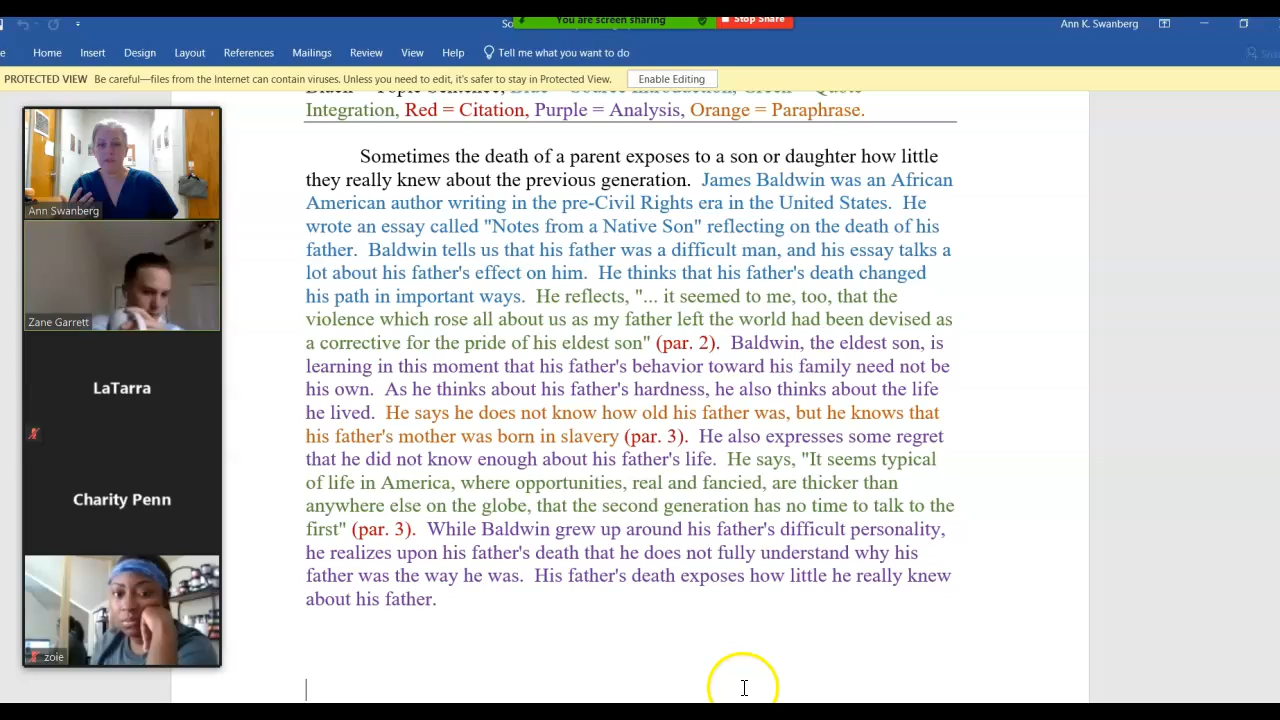 You are screen sharing
Stop Share
So
Ann K. Swanberg
Home Insert Design Layout References Mailings Review View Help Tell me what you want to do
PROTECTED VIEW Be careful—files from the Internet can contain viruses. Unless you need to edit, it's safer to stay in Protected View. Enable Editing
Black = Topic Sentence, Blue = Source Introduction, Green = Quote
Integration, Red = Citation, Purple = Analysis, Orange = Paraphrase.
Sometimes the death of a parent exposes to a son or daughter how little
they really knew about the previous generation. James Baldwin was an African
American author writing in the pre-Civil Rights era in the United States. He
wrote an essay called "Notes from a Native Son" reflecting on the death of his
father. Baldwin tells us that his father was a difficult man, and his essay talks a
lot about his father's effect on him. He thinks that his father's death changed
his path in important ways. He reflects, "... it seemed to me, too, that the
violence which rose all about us as my father left the world had been devised as
a corrective for the pride of his eldest son" (par. 2). Baldwin, the eldest son, is
learning in this moment that his father's behavior toward his family need not be
his own. As he thinks about his father's hardness, he also thinks about the life
he lived. He says he does not know how old his father was, but he knows that
his father's mother was born in slavery (par. 3). He also expresses some regret
that he did not know enough about his father's life. He says, "It seems typical
of life in America, where opportunities, real and fancied, are thicker than
anywhere else on the globe, that the second generation has no time to talk to the
first" (par. 3). While Baldwin grew up around his father's difficult personality,
he realizes upon his father's death that he does not fully understand why his
father was the way he was. His father's death exposes how little he really knew
about his father.
Ann Swanberg
Zane Garrett
LaTarra
Charity Penn
zoie